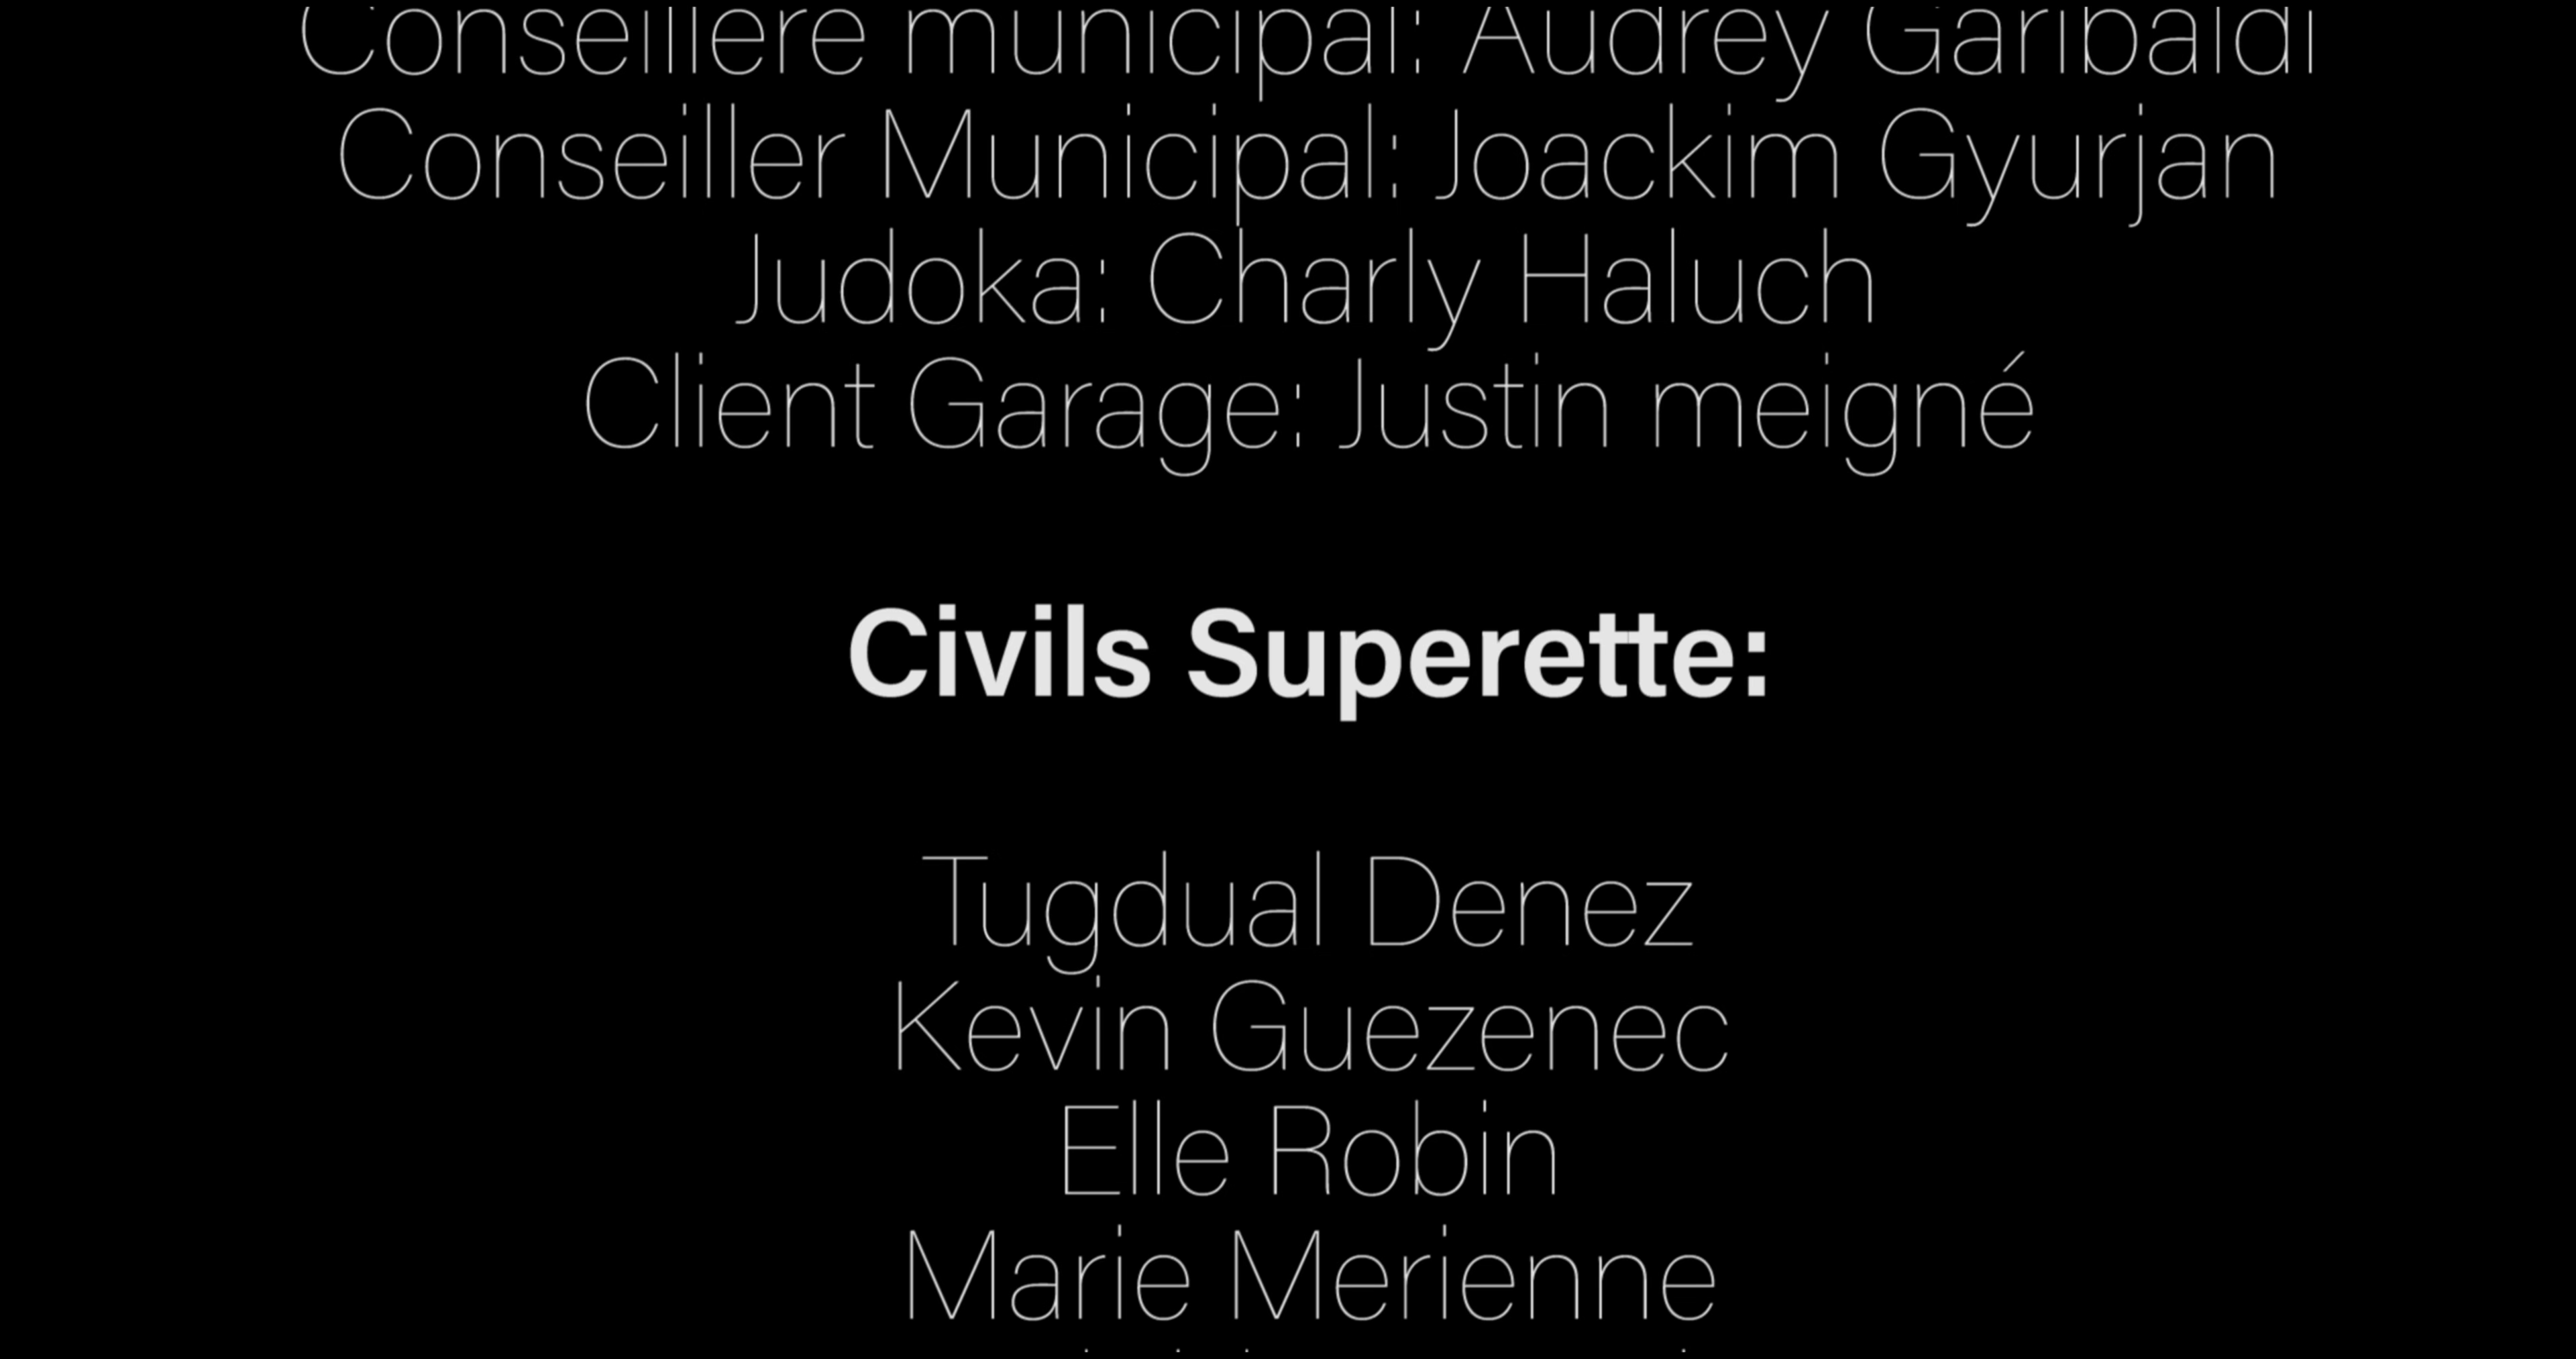 Conseillere municipal: Audrey Garibaldi
Conseiller Municipal: Joackim Gyurjan
Judoka: Charly Haluch
Client Garage: Justin meigné
Civils Superette:
Tugdual Denez
Kevin Guezenec
Elle Robin
Marie Merienne